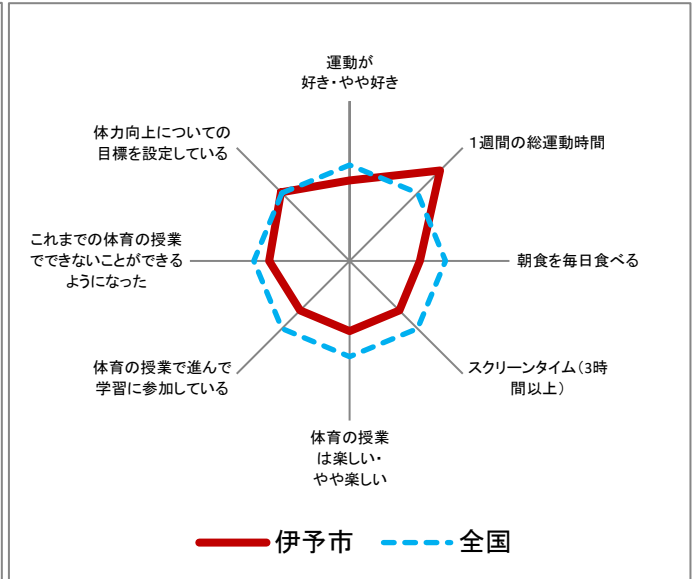 運動が
好き・やや好き
体力向上についての
目標を設定している
1週間の総運動時間
これまでの体育の授業
でできないことができる
ようになった
朝食を毎日食べる
体育の授業で進んで
学習に参加している
スクリーンタイム（3時
間以上）
体育の授業
は楽しい・
やや楽しい
伊予市
全国